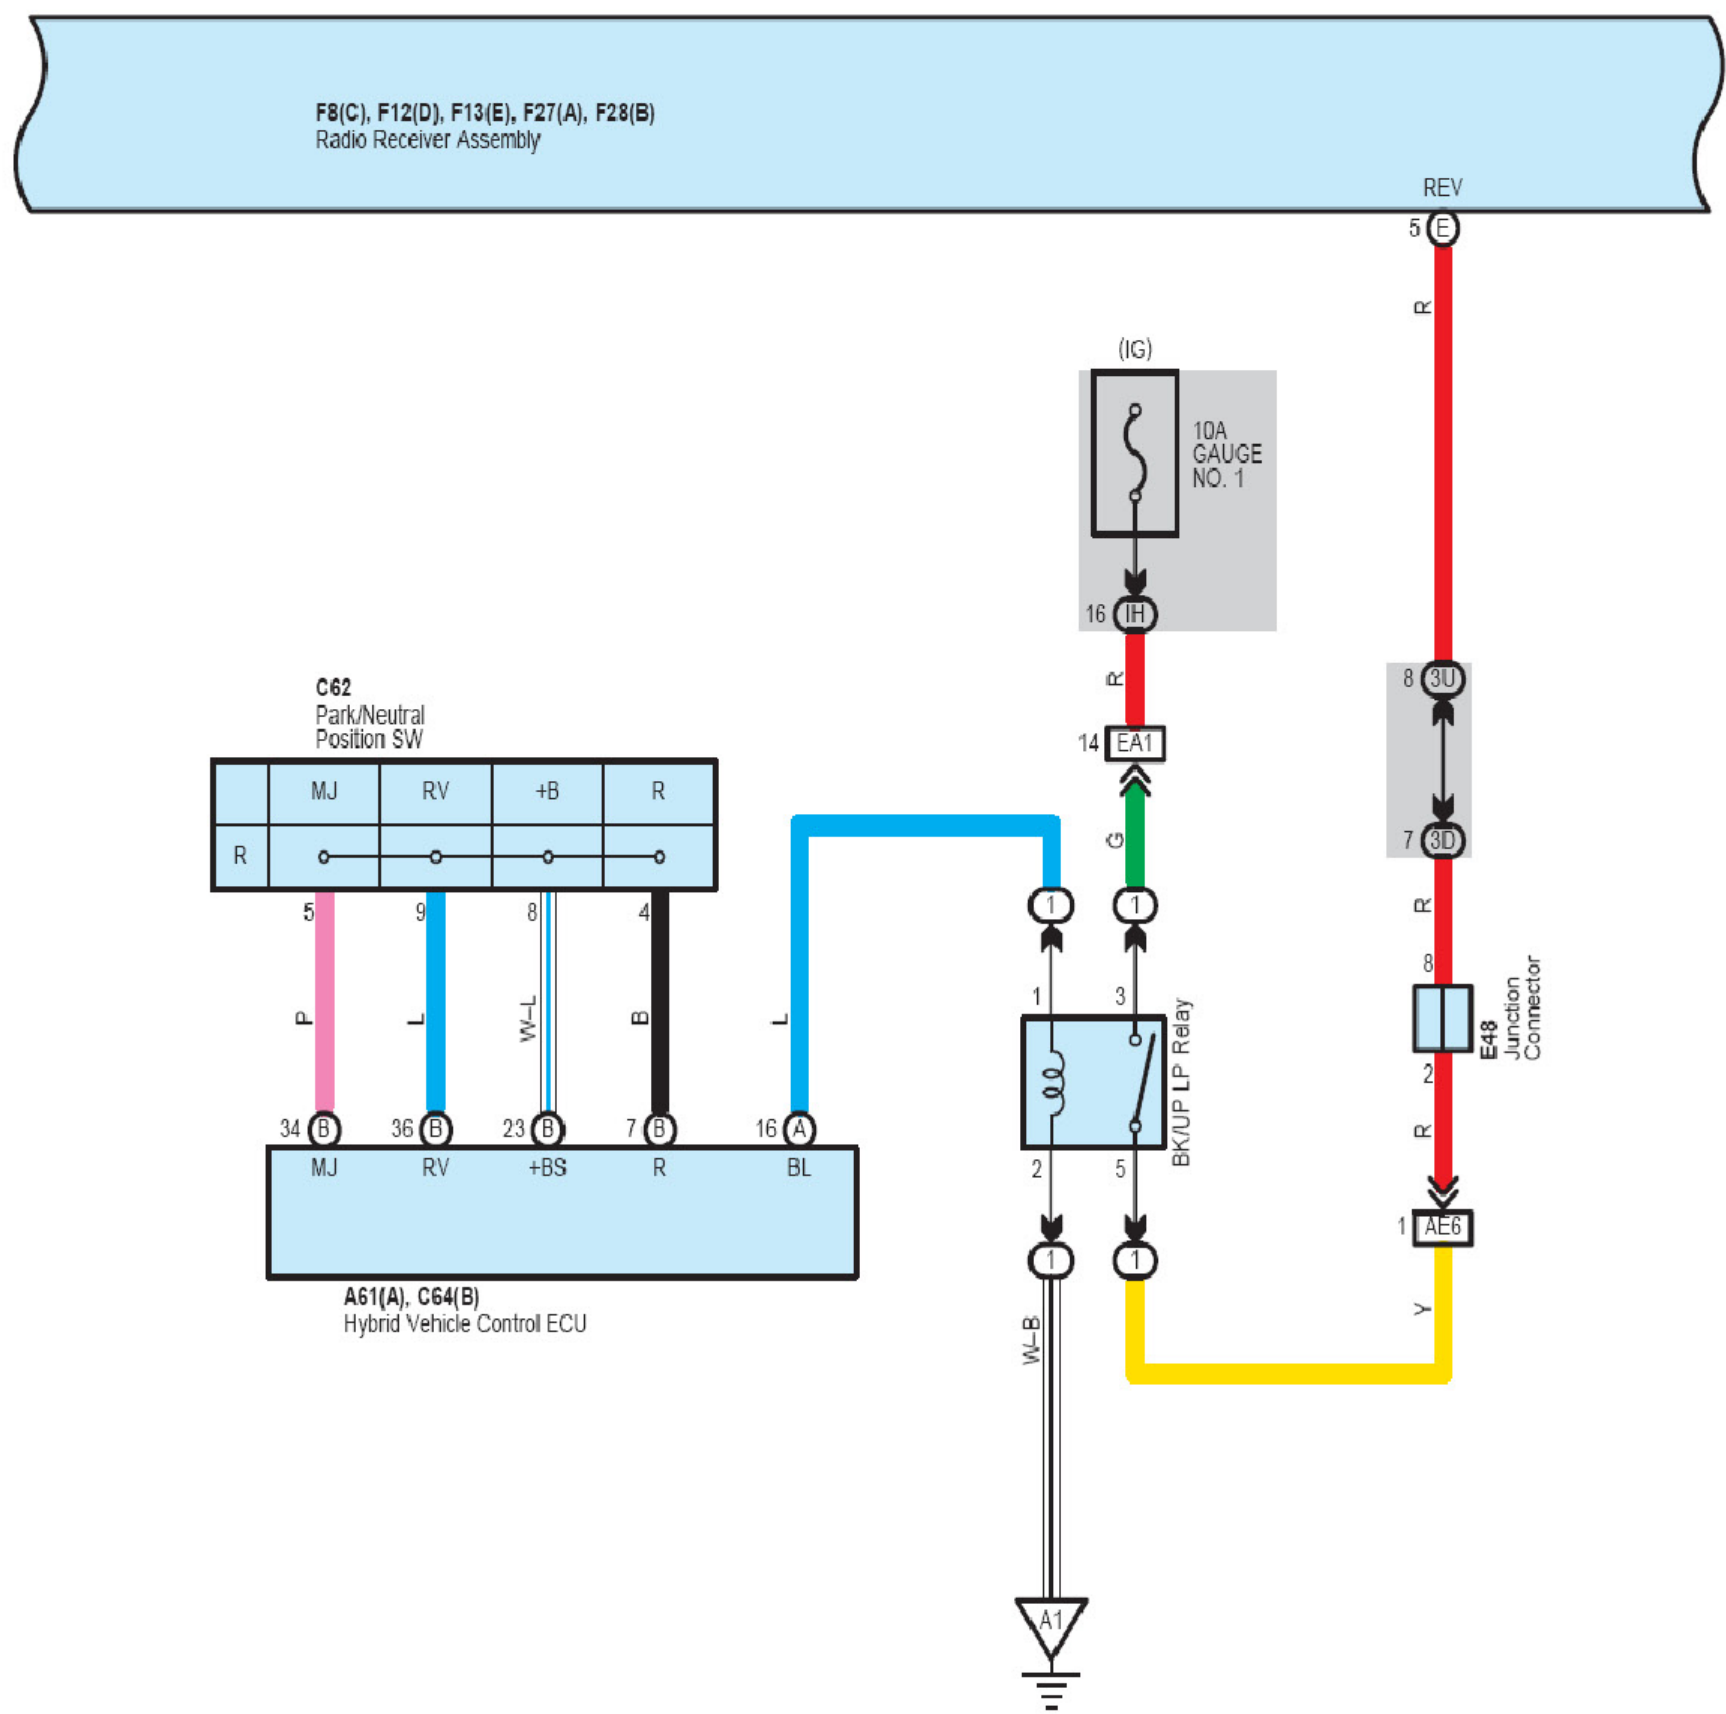 F8(C), F12(D), F13(E), F27(A), F28(B)
Radio Receiver Assembly
REV
5 E
R
(IG)
10A
GAUGE
NO. 1
16 IH
R
14 EA1
G
8 3U
7 3D
R
8
E48
Junction
Connector
2
R
1 AE6
Y
C62
Park/Neutral
Position SW
MJ RV +B R
R
5 9 8 4
P L W–L B L
34 B 36 B 23 B 7 B 16 A
MJ RV +BS R BL
A61(A), C64(B)
Hybrid Vehicle Control ECU
1 1
1 3
BK/UP LP Relay
2 5
1 1
W–B
A1